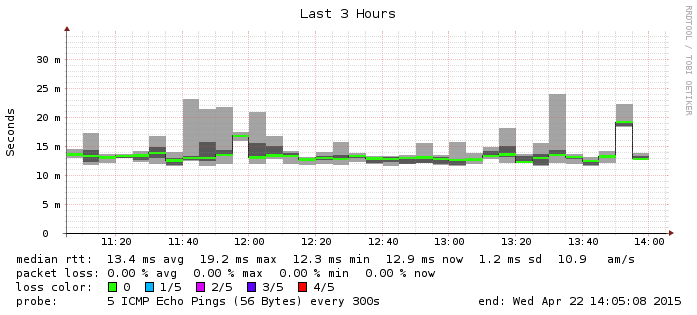 Last 3 Hours
RRDTOOL / TOBI OETIKER
Seconds
30 m
25 m
20 m
15 m
10 m
5 m
0
11:20 11:40 12:00 12:20 12:40 13:00 13:20 13:40 14:00
median rtt: 13.4 ms avg 19.2 ms max 12.3 ms min 12.9 ms now 1.2 ms sd 10.9 am/s
packet loss: 0.00 % avg 0.00 % max 0.00 % min 0.00 % now
loss color: 0 1/5 2/5 3/5 4/5
probe: 5 ICMP Echo Pings (56 Bytes) every 300s end: Wed Apr 22 14:05:08 2015